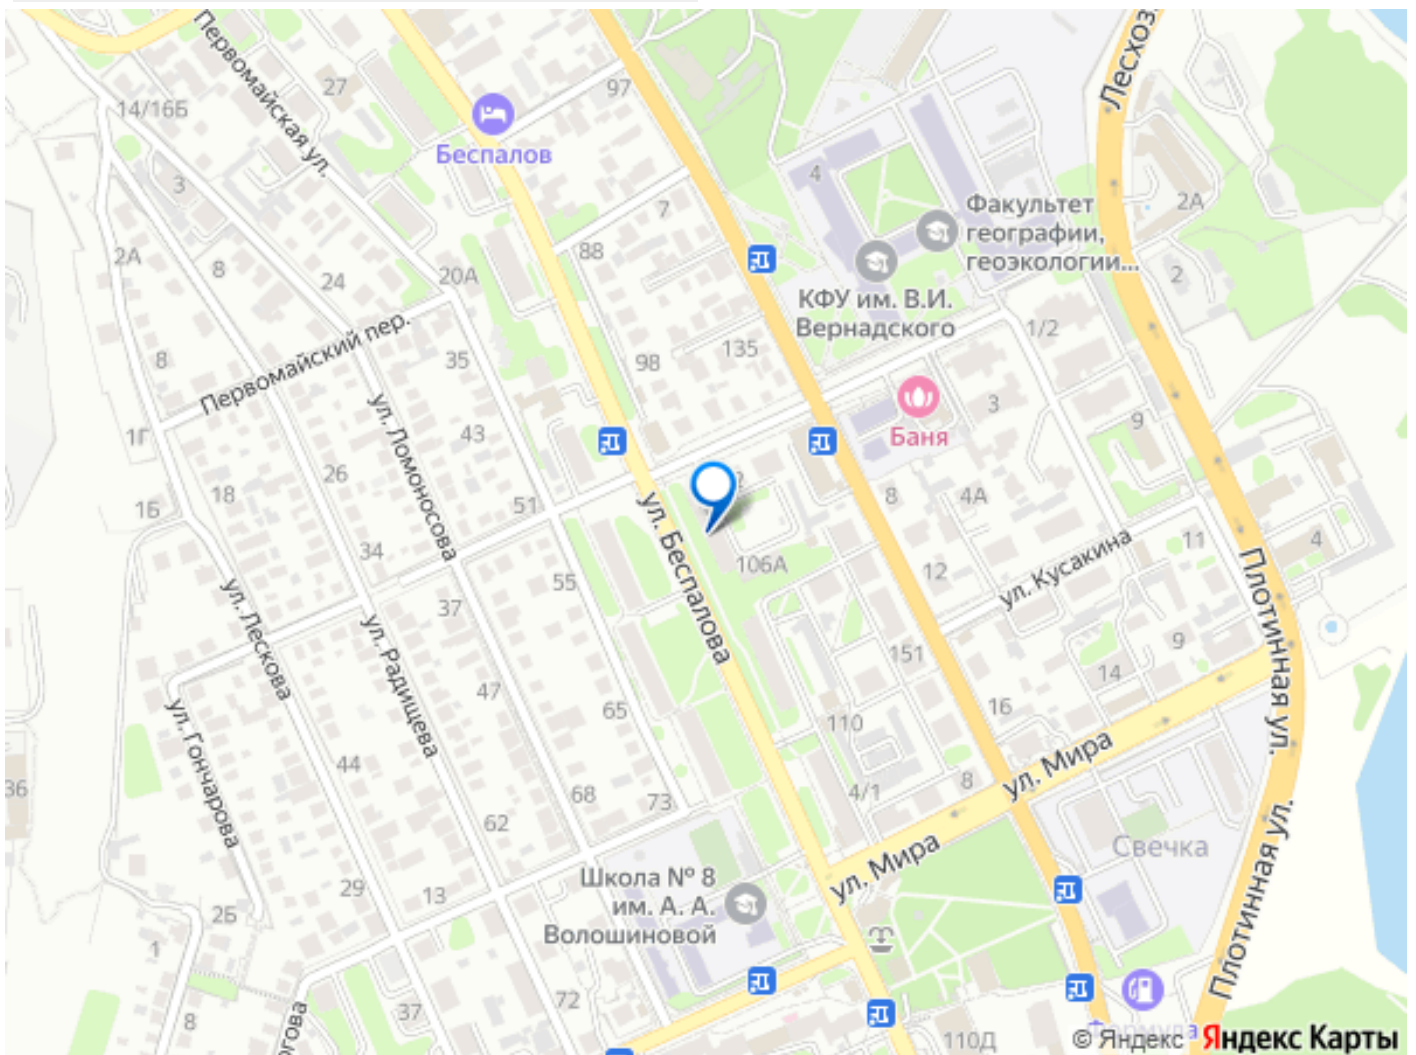 Первомайская ул.
Лесхоз
14/16Б
27
97
Беспалов
3
4
7
2А
Факультет
географии,
геоэкологии...
2А
8
24
20А
88
2
КФУ им. В.И.
Вернадского
1/2
8
Первомайский пер.
35
98
135
Баня
3
9
1Г
ул. Ломоносова
43
26
18
1Б
51
ул. Беспалова
8
4А
34
106А
12
ул. Кусакина
11
4
Плотинная ул.
55
ул. Лескова
37
ул. Радищева
151
9
14
47
65
16
ул. Гончарова
110
ул. Мира
44
36
68
73
4/1
8
62
ул. Мира
Свечка
Плотинная ул.
29
13
Школа № 8
им. А. А.
Волошиновой
2Б
1
72
37
8
110Д
© Яндекс Яндекс Карты